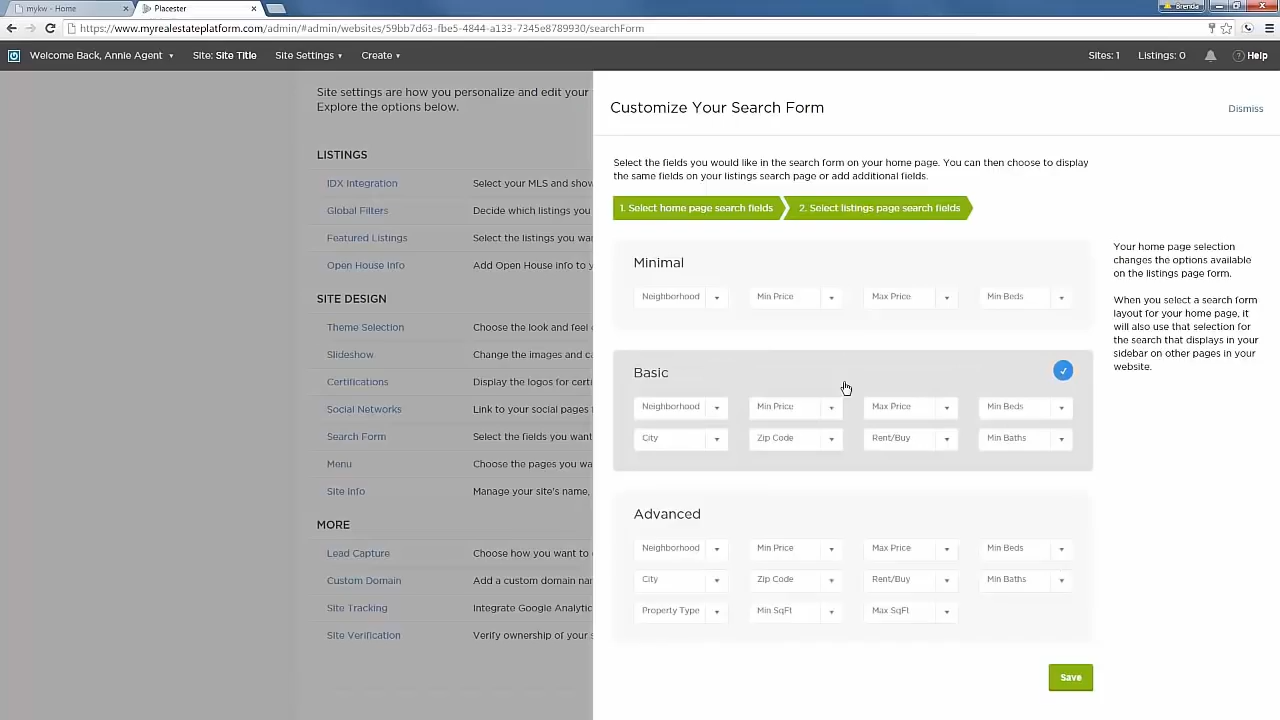 mykw - Home
Placester
Brenda
https://www.myrealestateplatform.com/admin/#admin/websites/59bb7d63-fbe5-4844-a133-7345e8789930/searchForm
Welcome Back, Annie Agent
Site: Site Title
Site Settings
Create
Sites: 1
Listings: 0
Help
Site settings are how you personalize and edit your
Explore the options below.
LISTINGS
IDX Integration
Select your MLS and show
Global Filters
Decide which listings you
Featured Listings
Select the listings you wan
Open House Info
Add Open House info to y
SITE DESIGN
Theme Selection
Choose the look and feel
Slideshow
Change the images and ca
Certifications
Display the logos for certi
Social Networks
Link to your social pages
Search Form
Select the fields you want
Menu
Choose the pages you wa
Site Info
Manage your site's name,
MORE
Lead Capture
Choose how you want to
Custom Domain
Add a custom domain nar
Site Tracking
Integrate Google Analytic
Site Verification
Verify ownership of your s
Customize Your Search Form
Dismiss
Select the fields you would like in the search form on your home page. You can then choose to display
the same fields on your listings search page or add additional fields.
1. Select home page search fields
2. Select listings page search fields
Minimal
Neighborhood
Min Price
Max Price
Min Beds
Basic
Neighborhood
Min Price
Max Price
Min Beds
City
Zip Code
Rent/Buy
Min Baths
Advanced
Neighborhood
Min Price
Max Price
Min Beds
City
Zip Code
Rent/Buy
Min Baths
Property Type
Min SqFt
Max SqFt
Your home page selection
changes the options available
on the listings page form.
When you select a search form
layout for your home page, it
will also use that selection for
the search that displays in your
sidebar on other pages in your
website.
Save